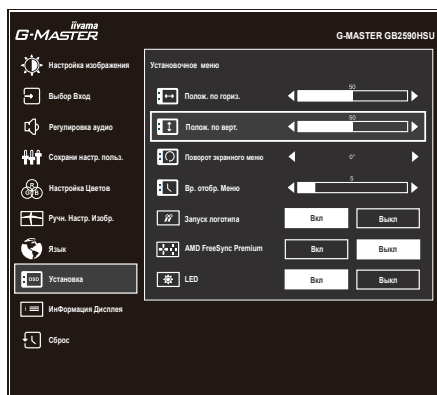 iiyama
G-MASTER
G-MASTER GB2590HSU
Настройка изображения
Выбор Вход
Регулировка аудио
Сохрани настр. польз.
Настройка Цветов
Ручн. Настр. Изобр.
Язык
OSD Установка
ИнФормация Дисплея
Сброс
Установочное меню
Полож. по гориз. 50
Полож. по верт. 50
Поворот экранного меню 0°
Вр. отобр. Меню 5
Запуск логотипа Вкл Выкл
AMD FreeSync Premium Вкл Выкл
LED Вкл Выкл